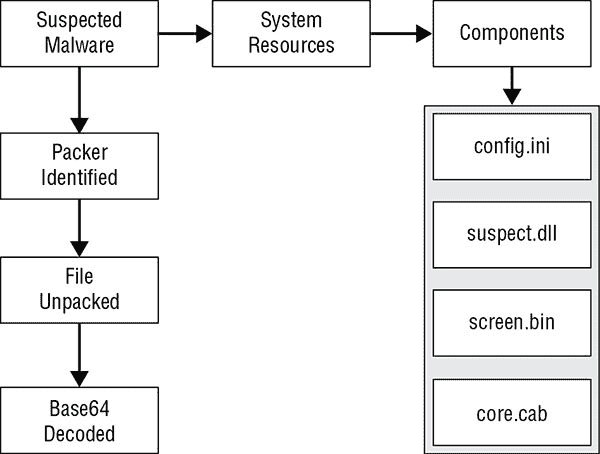 Suspected
Malware
System
Resources
Components
Packer
Identified
File
Unpacked
Base64
Decoded
config.ini
suspect.dll
screen.bin
core.cab